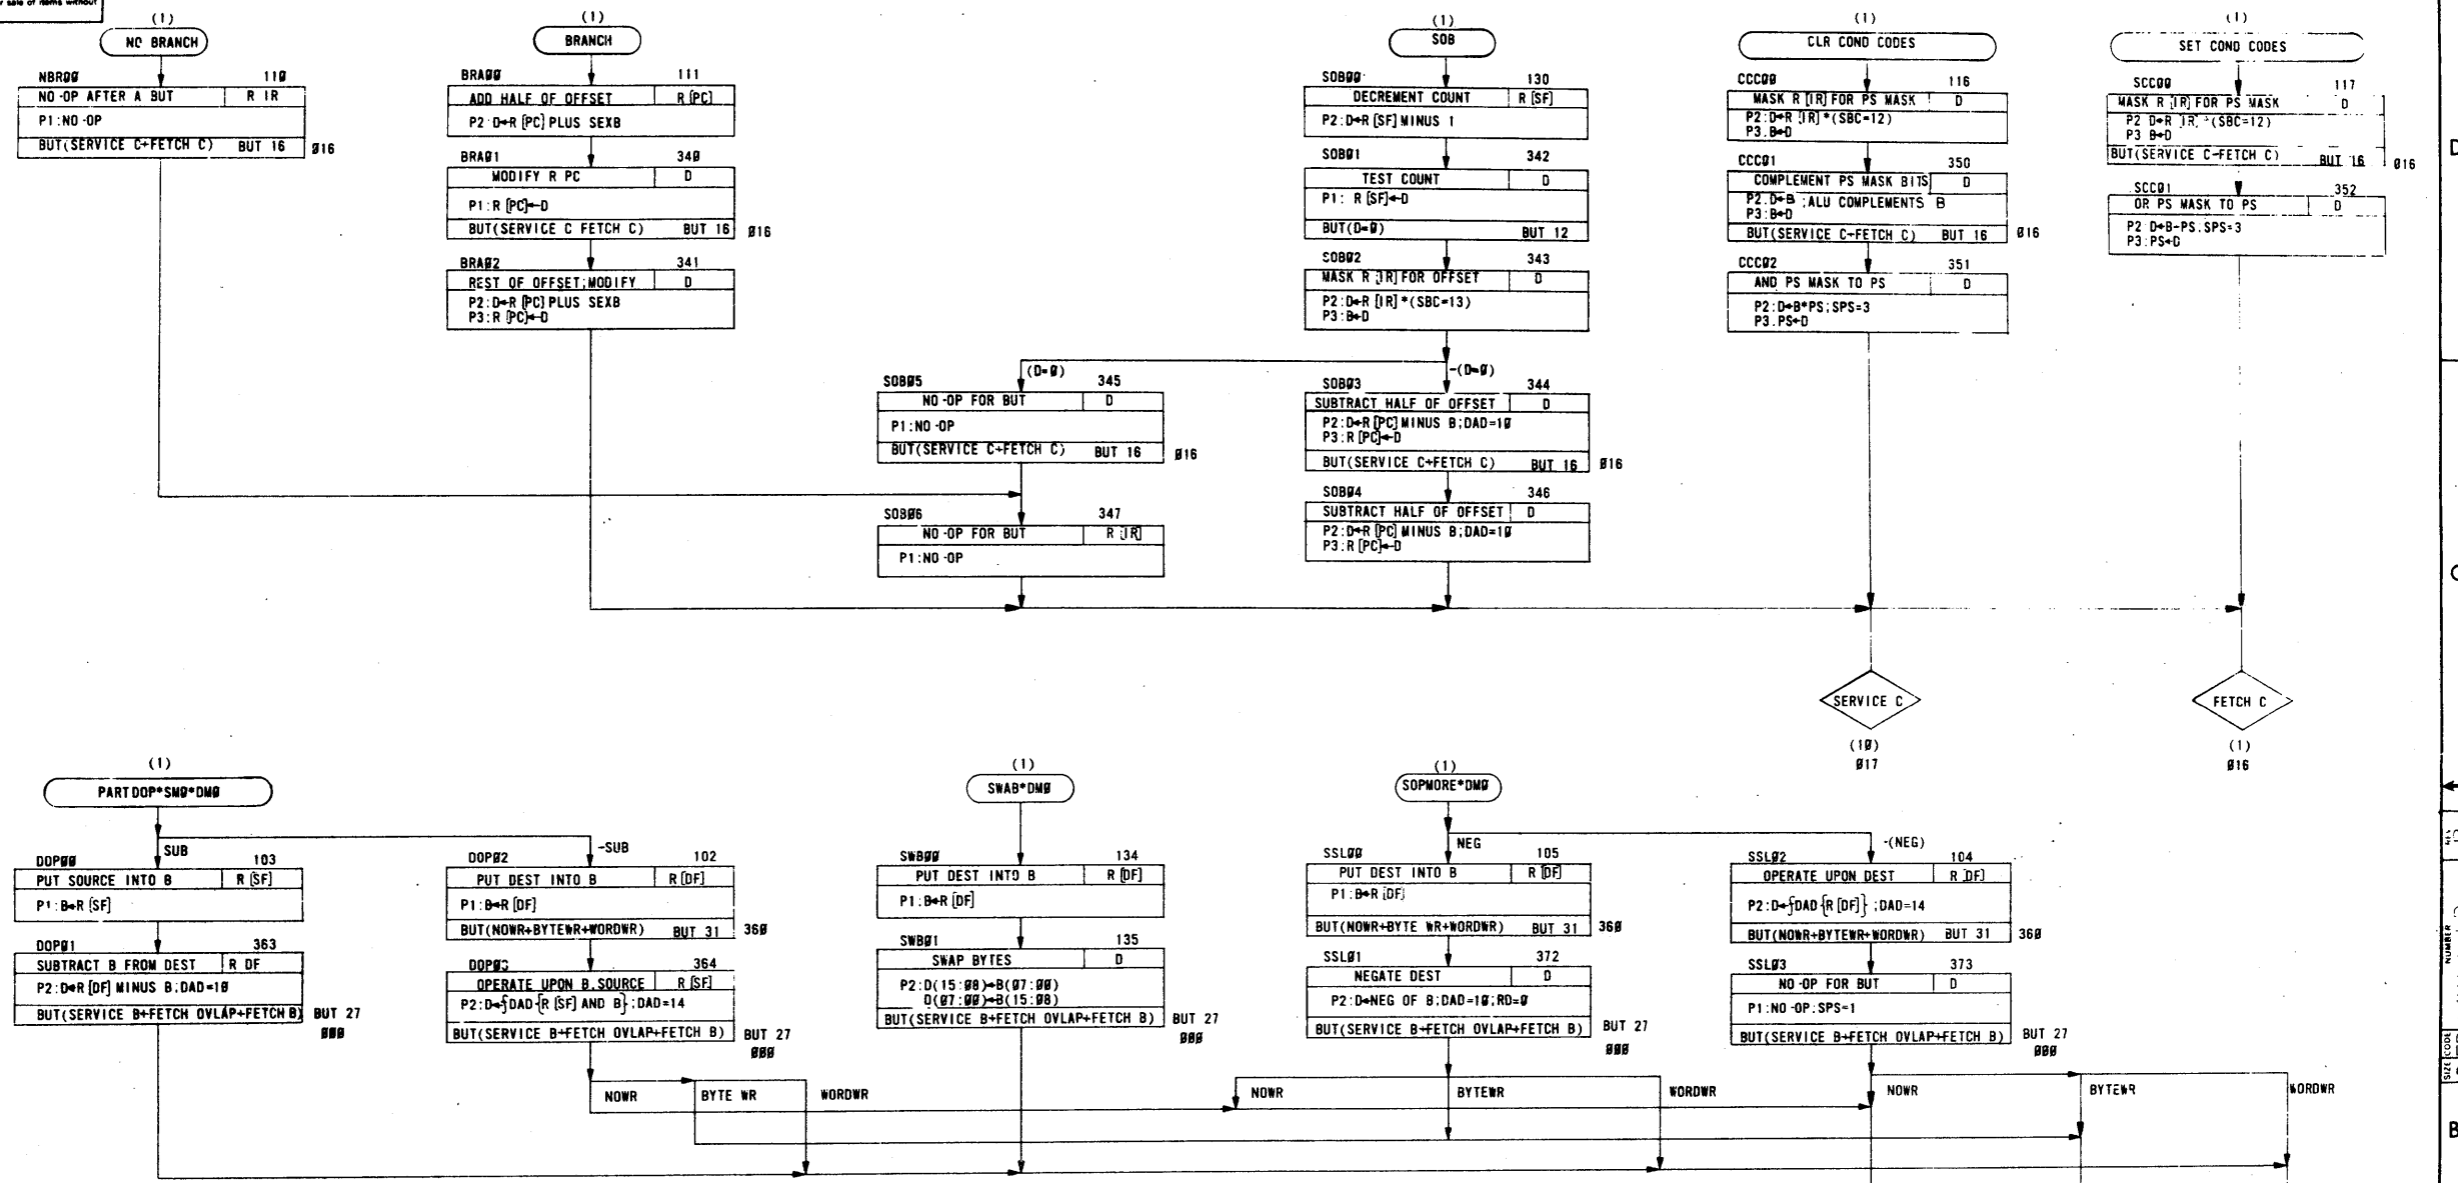 r sale of items without
(1)
NO BRANCH
NBR00 110
NO-OP AFTER A BUT R IR
P1:NO-OP
BUT(SERVICE C+FETCH C) BUT 16 016
(1)
BRANCH
BRA00 111
ADD HALF OF OFFSET R [PC]
P2:D←R [PC] PLUS SEXB
BRA01 340
MODIFY R PC D
P1:R [PC]←D
BUT(SERVICE C FETCH C) BUT 16 016
BRA02 341
REST OF OFFSET;MODIFY D
P2:D←R [PC] PLUS SEXB
P3:R [PC]←D
(1)
SOB
SOB00 130
DECREMENT COUNT R [SF]
P2:D←R [SF] MINUS 1
SOB01 342
TEST COUNT D
P1: R [SF]←D
BUT(D=0) BUT 12
SOB02 343
MASK R [IR] FOR OFFSET D
P2:D←R [IR]*(SBC=13)
P3:B←D
(D=0)
-(D=0)
SOB05 345
NO-OP FOR BUT D
P1:NO-OP
BUT(SERVICE C+FETCH C) BUT 16 016
SOB06 347
NO-OP FOR BUT R [IR]
P1:NO-OP
SOB03 344
SUBTRACT HALF OF OFFSET D
P2:D←R [PC] MINUS B;DAD=10
P3:R [PC]←D
BUT(SERVICE C+FETCH C) BUT 16 016
SOB04 346
SUBTRACT HALF OF OFFSET D
P2:D←R [PC] MINUS B;DAD=10
P3:R [PC]←D
(1)
CLR COND CODES
CCC00 116
MASK R [IR] FOR PS MASK D
P2:D←R [IR]*(SBC=12)
P3.B←D
CCC01 350
COMPLEMENT PS MASK BITS D
P2.D←B ;ALU COMPLEMENTS B
P3:B←D
BUT(SERVICE C+FETCH C) BUT 16 016
CCC02 351
AND PS MASK TO PS D
P2:D←B*PS;SPS=3
P3.PS←D
(1)
SET COND CODES
SCC00 117
MASK R [IR] FOR PS MASK D
P2 D←R [IR] *(SBC=12)
P3 B←D
BUT(SERVICE C-FETCH C) BUT 16 016
SCC01 352
OR PS MASK TO PS D
P2 D←B-PS.SPS=3
P3:PS←D
SERVICE C
(10)
017
FETCH C
(1)
016
(1)
PARTDOP*SM0*DM0
SUB
-SUB
DOP00 103
PUT SOURCE INTO B R [SF]
P1:B←R [SF]
DOP01 363
SUBTRACT B FROM DEST R DF
P2:D←R [DF] MINUS B;DAD=10
BUT(SERVICE B+FETCH OVLAP+FETCH B) BUT 27
000
DOP02 102
PUT DEST INTO B R [DF]
P1:B←R [DF]
BUT(NOWR+BYTEWR+WORDWR) BUT 31 360
DOP03 364
OPERATE UPON B.SOURCE R [SF]
P2:D←∫DAD{R [SF] AND B};DAD=14
BUT(SERVICE B+FETCH OVLAP+FETCH B) BUT 27
000
NOWR BYTE WR WORDWR
(1)
SWAB*DM0
SWB00 134
PUT DEST INTO B R [DF]
P1:B←R [DF]
SWB01 135
SWAP BYTES D
P2:D(15:08)←B(07:00)
D(07:00)←B(15:08)
BUT(SERVICE B+FETCH OVLAP+FETCH B) BUT 27
000
(1)
SOPMORE*DM0
NEG
-(NEG)
SSL00 105
PUT DEST INTO B R [DF]
P1:B←R [DF]
BUT(NOWR+BYTE WR+WORDWR) BUT 31 360
SSL01 372
NEGATE DEST D
P2:D←NEG OF B;DAD=10;RD=0
BUT(SERVICE B+FETCH OVLAP+FETCH B) BUT 27
000
NOWR BYTEWR WORDWR
SSL02 104
OPERATE UPON DEST R [DF]
P2:D←∫DAD{R [DF]} ;DAD=14
BUT(NOWR+BYTEWR+WORDWR) BUT 31 360
SSL03 373
NO-OP FOR BUT D
P1:NO-OP.SPS=1
BUT(SERVICE B+FETCH OVLAP+FETCH B) BUT 27
000
NOWR BYTEWR WORDWR
D
B
NUMBER
SIZE CODE